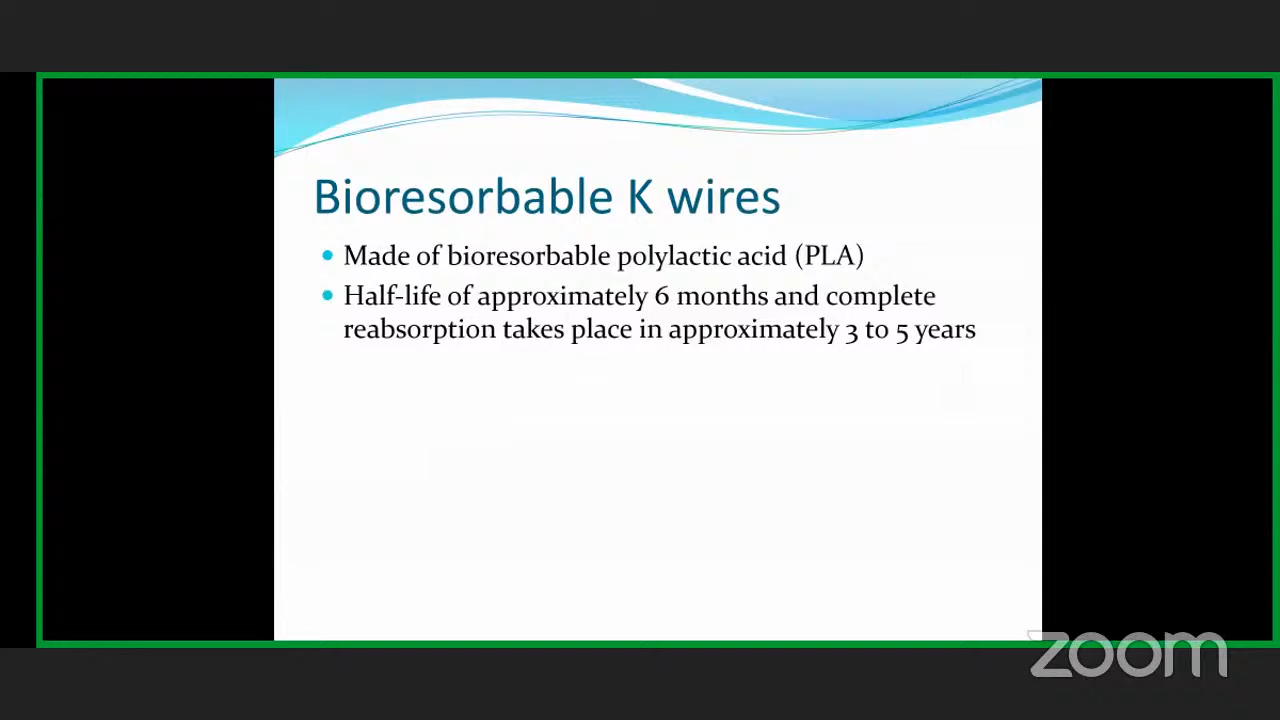 Bioresorbable K wires
Made of bioresorbable polylactic acid (PLA)
Half-life of approximately 6 months and complete
reabsorption takes place in approximately 3 to 5 years
zoom